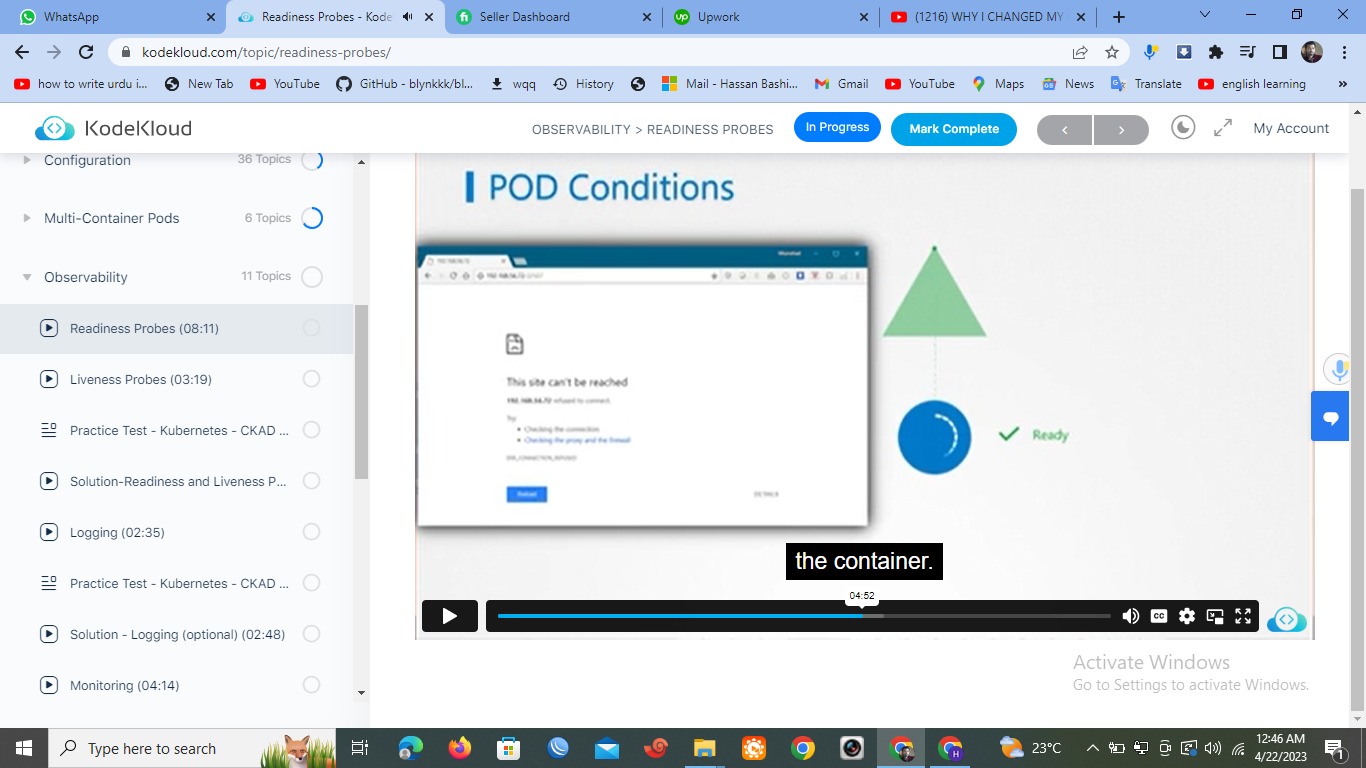 WhatsApp
Readiness Probes - Kode
Seller Dashboard
Upwork
(1216) WHY I CHANGED MY
kodekloud.com/topic/readiness-probes/
how to write urdu i...
New Tab
YouTube
GitHub - blynkkk/bl...
wqq
History
Mail - Hassan Bashi...
Gmail
YouTube
Maps
News
Translate
english learning
»
KodeKloud
OBSERVABILITY > READINESS PROBES
In Progress
Mark Complete
My Account
Configuration
36 Topics
Multi-Container Pods
6 Topics
Observability
11 Topics
Readiness Probes (08:11)
Liveness Probes (03:19)
Practice Test - Kubernetes - CKAD ...
Solution-Readiness and Liveness P...
Logging (02:35)
Practice Test - Kubernetes - CKAD ...
Solution - Logging (optional) (02:48)
Monitoring (04:14)
POD Conditions
This site can't be reached
192.168.56.72 refused to connect.
Try:
Checking the connection
Checking the proxy and the firewall
ERR_CONNECTION_REFUSED
Reload
DETAILS
Ready
the container.
04:52
CC
Activate Windows
Go to Settings to activate Windows.
Type here to search
23°C
12:46 AM
4/22/2023
1